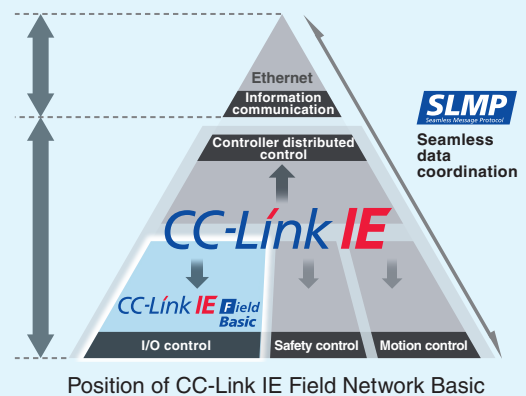 Ethernet
Information
communication
SLMP
Seamless Message Protocol
Seamless
data
coordination
Controller distributed
control
CC-Link IE
CC-Link IE Field
Basic
I/O control
Safety control
Motion control
Position of CC-Link IE Field Network Basic